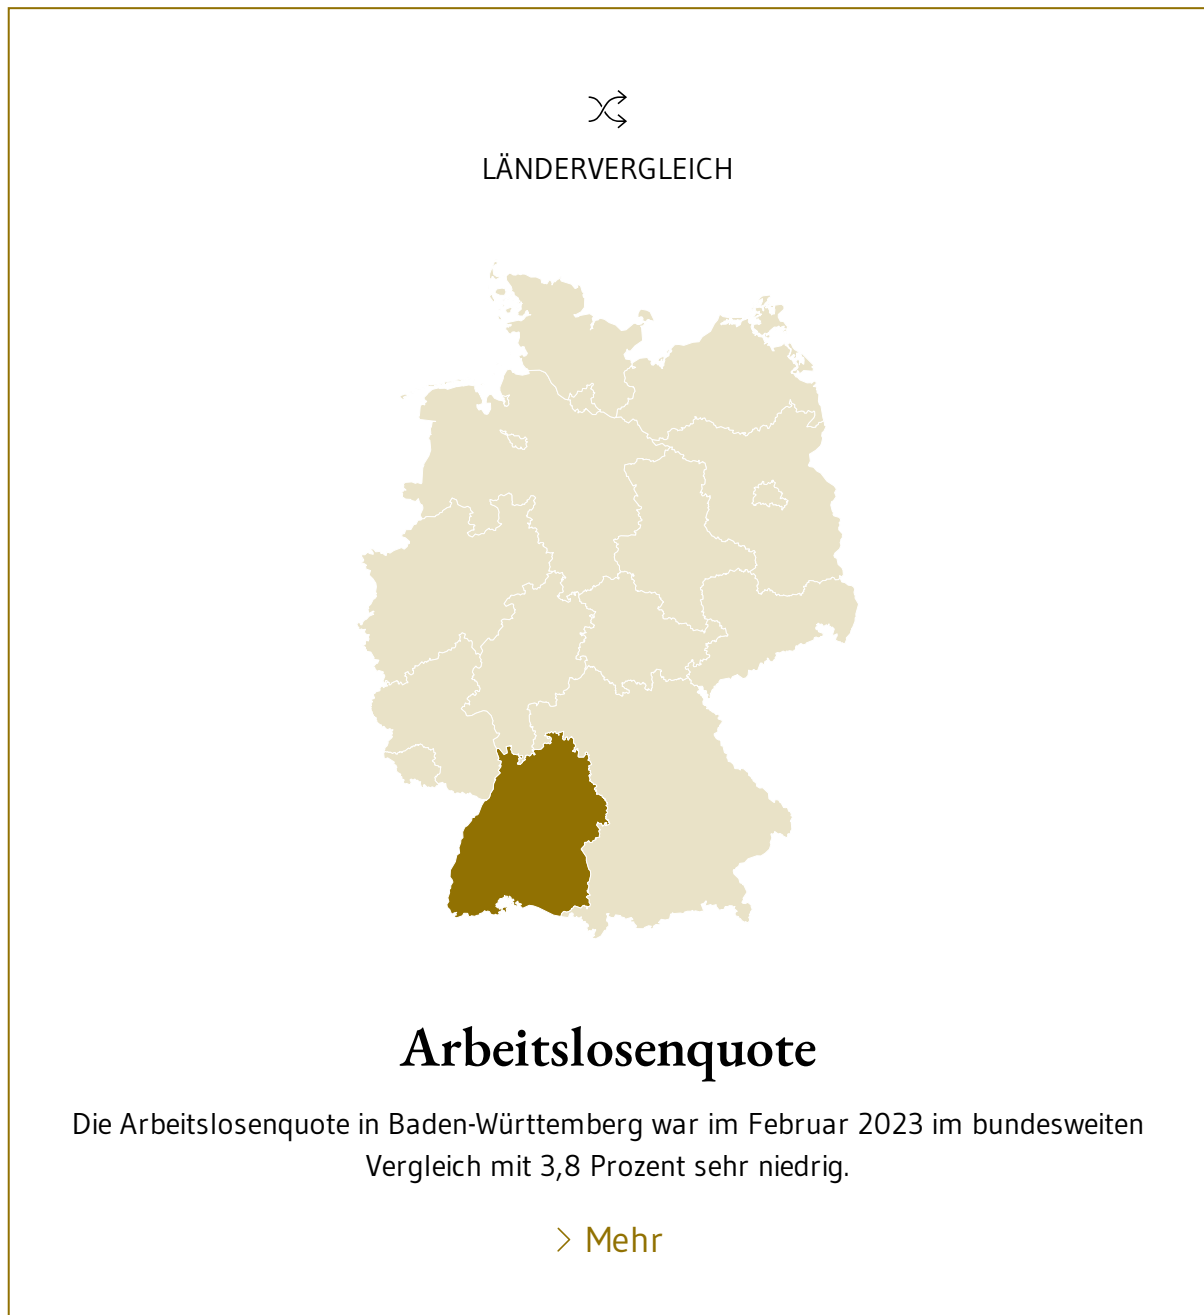 LÄNDERVERGLEICH
Arbeitslosenquote
Die Arbeitslosenquote in Baden-Württemberg war im Februar 2023 im bundesweiten
Vergleich mit 3,8 Prozent sehr niedrig.
Mehr